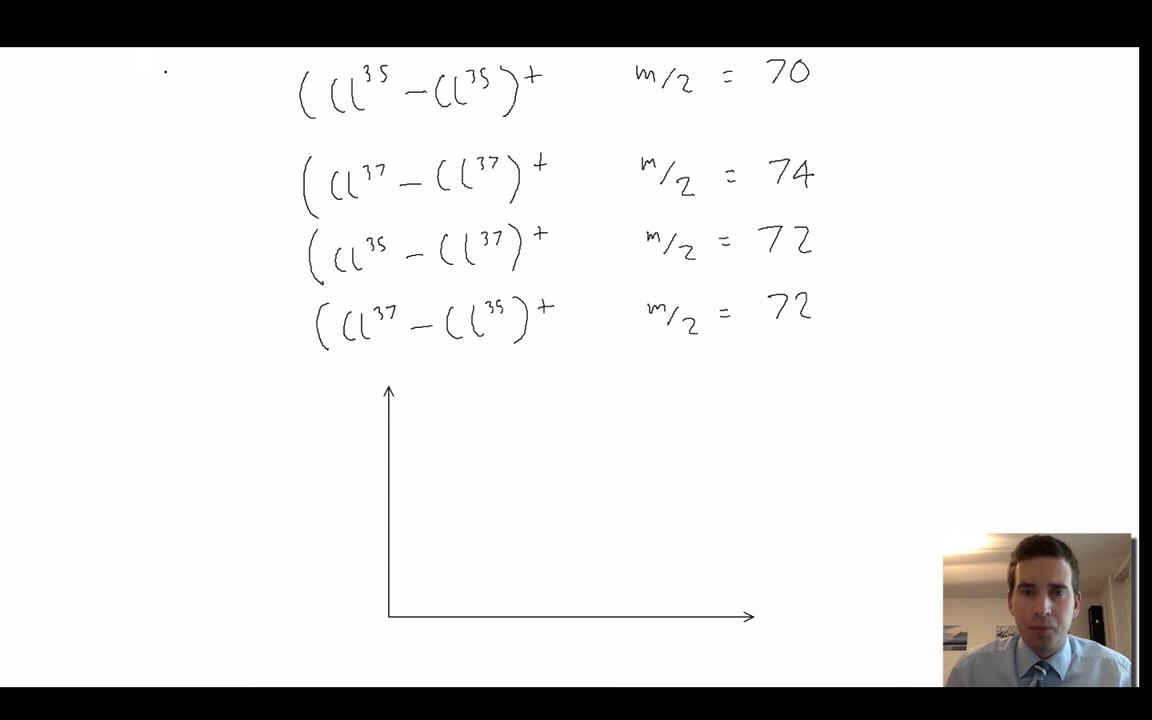 (Cl³⁵ – Cl³⁵)⁺ m/z = 70
(Cl³⁷ – Cl³⁷)⁺ m/z = 74
(Cl³⁵ – Cl³⁷)⁺ m/z = 72
(Cl³⁷ – Cl³⁵)⁺ m/z = 72